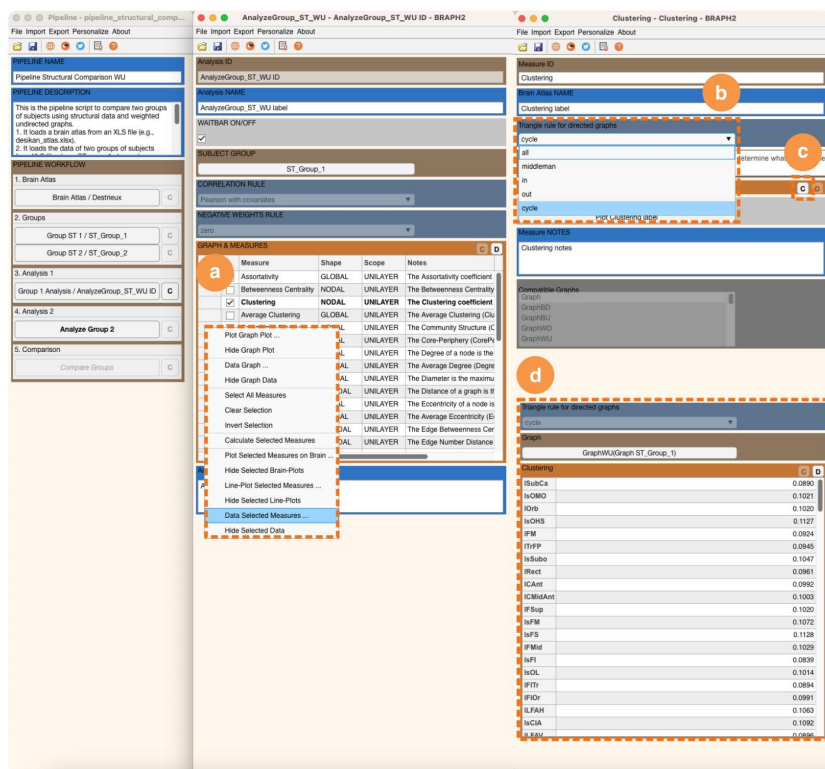 Pipeline - pipeline_structural_comp...
File Import Export Personalize About
PIPELINE NAME
Pipeline Structural Comparison WU
PIPELINE DESCRIPTION
This is the pipeline script to compare two groups
of subjects using structural data and weighted
undirected graphs.
1. It loads a brain atlas from an XLS file (e.g.,
desikan_atlas.xlsx).
2. It loads the data of two groups of subjects
PIPELINE WORKFLOW
1. Brain Atlas
Brain Atlas / Destrieux C
2. Groups
Group ST 1 / ST_Group_1 C
Group ST 2 / ST_Group_2 C
3. Analysis 1
Group 1 Analysis / AnalyzeGroup_ST_WU ID C
4. Analysis 2
Analyze Group 2 C
5. Comparison
Compare Groups C
AnalyzeGroup_ST_WU - AnalyzeGroup_ST_WU ID - BRAPH2
File Import Export Personalize About
Analysis ID
AnalyzeGroup_ST_WU ID
Analysis NAME
AnalyzeGroup_ST_WU label
WAITBAR ON/OFF
SUBJECT GROUP
ST_Group_1
CORRELATION RULE
Pearson with covariates
NEGATIVE WEIGHTS RULE
zero
GRAPH & MEASURES C D
a
Measure Shape Scope Notes
Assortativity GLOBAL UNILAYER The Assortativity coefficient
Betweenness Centrality NODAL UNILAYER The Betweenness Centrality
Clustering NODAL UNILAYER The Clustering coefficient
Average Clustering GLOBAL UNILAYER The Average Clustering (Clu
AL UNILAYER The Community Structure (C
AL UNILAYER The Core-Periphery (CorePe
AL UNILAYER The Degree of a node is the
AL UNILAYER The Average Degree (Degre
AL UNILAYER The Diameter is the maximu
DAL UNILAYER The Distance of a graph is th
AL UNILAYER The Eccentricity of a node is
AL UNILAYER The Average Eccentricity (Ec
DAL UNILAYER The Edge Betweenness Cer
DAL UNILAYER The Edge Number Distance
Plot Graph Plot ...
Hide Graph Plot
Data Graph ...
Hide Graph Data
Select All Measures
Clear Selection
Invert Selection
Calculate Selected Measures
Plot Selected Measures on Brain ...
Hide Selected Brain-Plots
Line-Plot Selected Measures ...
Hide Selected Line-Plots
Data Selected Measures ...
Hide Selected Data
Clustering - Clustering - BRAPH2
File Import Export Personalize About
Measure ID
Clustering
Brain Atlas NAME
b
Clustering label
Triangle rule for directed graphs
cycle
all
middleman
in
out
cycle
etermine wha
c
C D
Plot Clustering label
Measure NOTES
Clustering notes
Compatible Graphs
Graph
GraphBD
GraphBU
GraphWD
GraphWU
d
Triangle rule for directed graphs
cycle
Graph
GraphWU(Graph ST_Group_1)
Clustering C D
lSubCa 0.0890
lsOMO 0.1021
lOrb 0.1020
lsOHS 0.1127
lFM 0.0924
lTrFP 0.0945
lsSubo 0.1047
lRect 0.0961
lCAnt 0.0992
lCMidAnt 0.1003
lFSup 0.1020
lsFM 0.1072
lsFS 0.1128
lFMid 0.1029
lsFI 0.0839
lsOL 0.1014
lFITr 0.0894
lFIOr 0.0991
lLFAH 0.1063
lsCIA 0.1092
lLFAV 0.0896